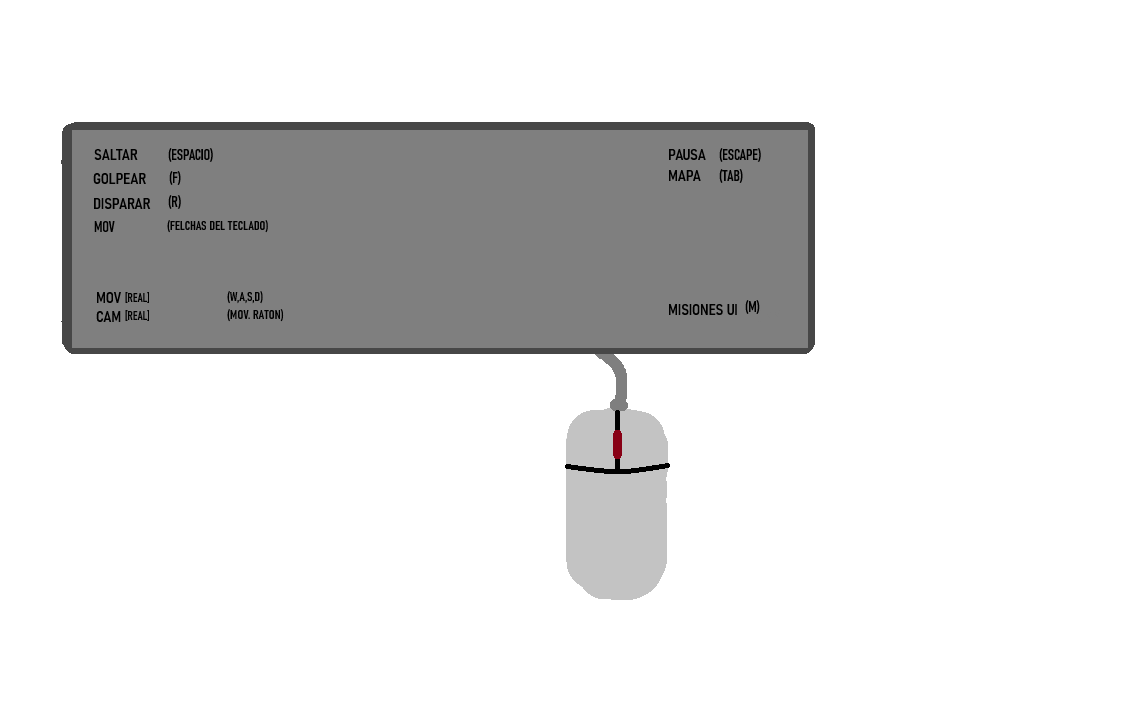 SALTAR (ESPACIO)
GOLPEAR (F)
DISPARAR (R)
MOV (FELCHAS DEL TECLADO)
MOV [REAL] (W,A,S,D)
CAM [REAL] (MOV. RATON)
PAUSA (ESCAPE)
MAPA (TAB)
MISIONES UI (M)